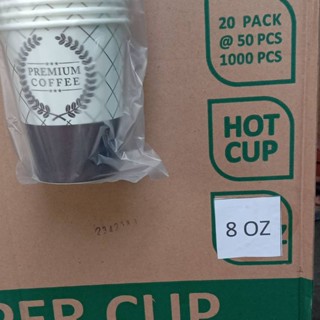 PREMIUM
COFFEE
20 PACK
@ 50 PCS
1000 PCS
HOT
CUP
8 OZ
PER CUP